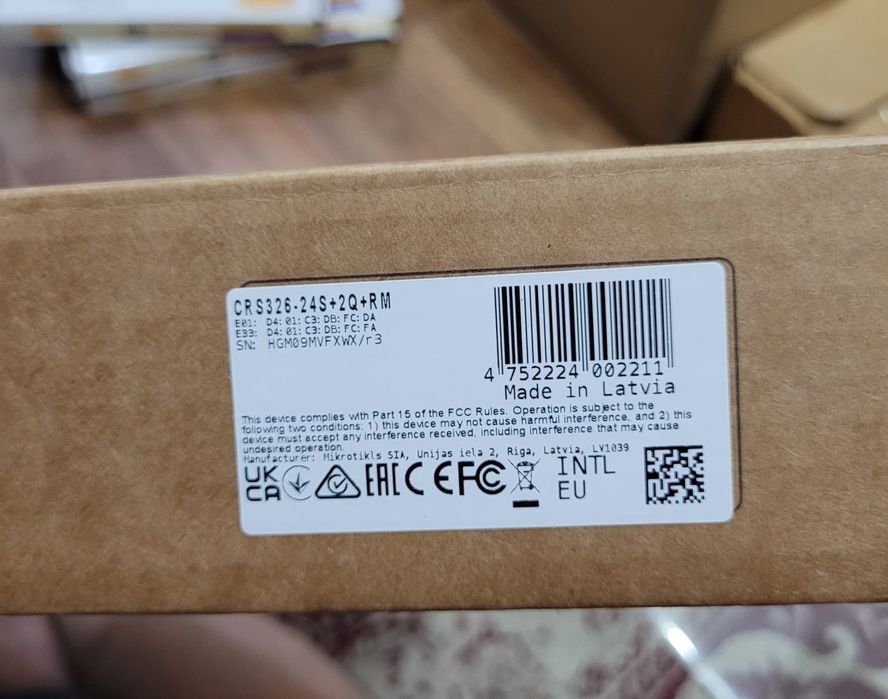 CRS326-24S+2Q+RM
E01: D4:01:C3:DB:FC:DA
E33: D4:01:C3:DB:FC:FA
SN: HGM09MVFXWX/r3
4 752224 002211
Made in Latvia
This device complies with Part 15 of the FCC Rules. Operation is subject to the
following two conditions: 1) this device may not cause harmful interference, and 2) this
device must accept any interference received, including interference that may cause
undesired operation.
Manufacturer: Mikrotikls SIA, Unijas iela 2, Riga, Latvia, LV1039
UK
CA
EAC CE FC
INTL
EU